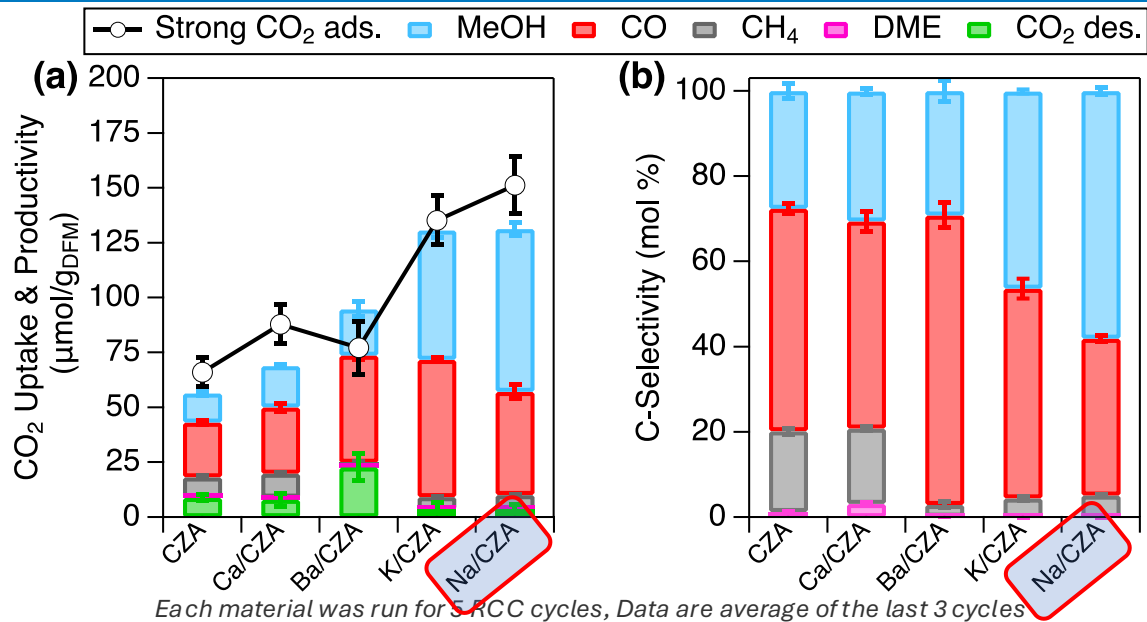 Strong CO₂ ads. MeOH CO CH₄ DME CO₂ des.
(a)
CO₂ Uptake & Productivity
(μmol/g_DFM)
200
175
150
125
100
75
50
25
0
CZA
Ca/CZA
Ba/CZA
K/CZA
Na/CZA
(b)
C-Selectivity (mol %)
100
80
60
40
20
0
CZA
Ca/CZA
Ba/CZA
K/CZA
Na/CZA
Each material was run for 5 RCC cycles, Data are average of the last 3 cycles